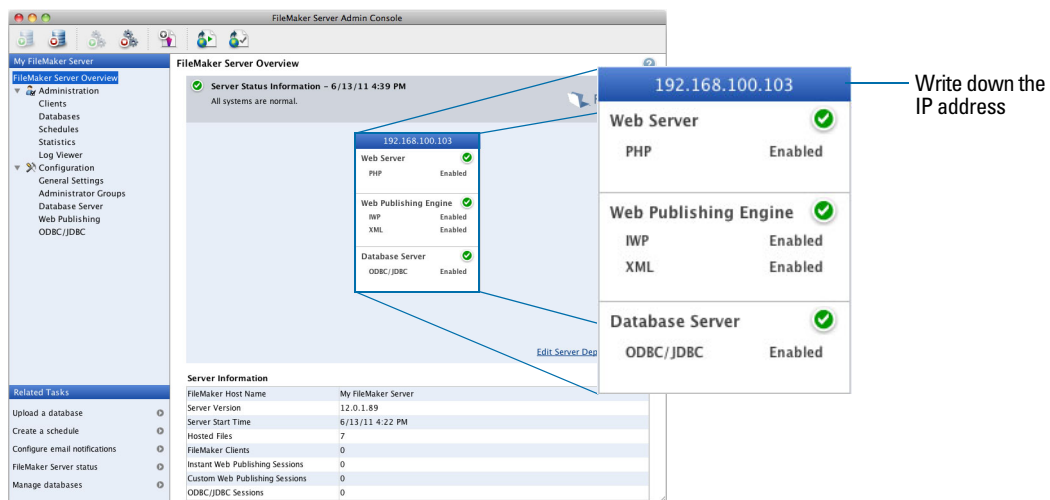 FileMaker Server Admin Console
My FileMaker Server
FileMaker Server Overview
Administration
Clients
Databases
Schedules
Statistics
Log Viewer
Configuration
General Settings
Administrator Groups
Database Server
Web Publishing
ODBC/JDBC
Related Tasks
Upload a database
Create a schedule
Configure email notifications
FileMaker Server status
Manage databases
FileMaker Server Overview
Server Status Information – 6/13/11 4:39 PM
All systems are normal.
192.168.100.103
Web Server
PHP Enabled
Web Publishing Engine
IWP Enabled
XML Enabled
Database Server
ODBC/JDBC Enabled
Edit Server Dep
Server Information
FileMaker Host Name My FileMaker Server
Server Version 12.0.1.89
Server Start Time 6/13/11 4:22 PM
Hosted Files 7
FileMaker Clients 0
Instant Web Publishing Sessions 0
Custom Web Publishing Sessions 0
ODBC/JDBC Sessions 0
192.168.100.103
Web Server
PHP Enabled
Web Publishing Engine
IWP Enabled
XML Enabled
Database Server
ODBC/JDBC Enabled
Write down the
IP address